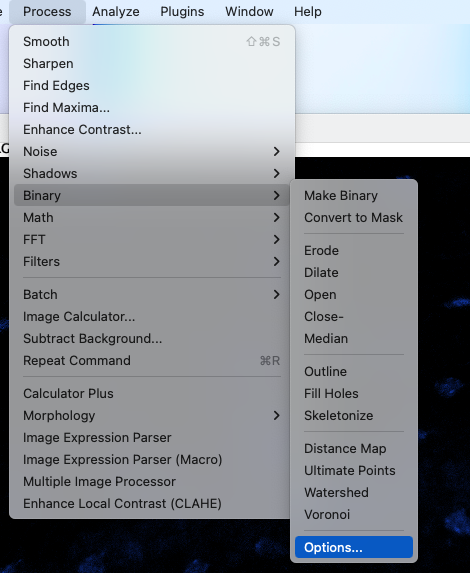 Process Analyze Plugins Window Help
Smooth ⇧⌘S
Sharpen
Find Edges
Find Maxima...
Enhance Contrast...
Noise
Shadows
Binary
Math
FFT
Filters
Batch
Image Calculator...
Subtract Background...
Repeat Command ⌘R
Calculator Plus
Morphology
Image Expression Parser
Image Expression Parser (Macro)
Multiple Image Processor
Enhance Local Contrast (CLAHE)
Make Binary
Convert to Mask
Erode
Dilate
Open
Close-
Median
Outline
Fill Holes
Skeletonize
Distance Map
Ultimate Points
Watershed
Voronoi
Options...